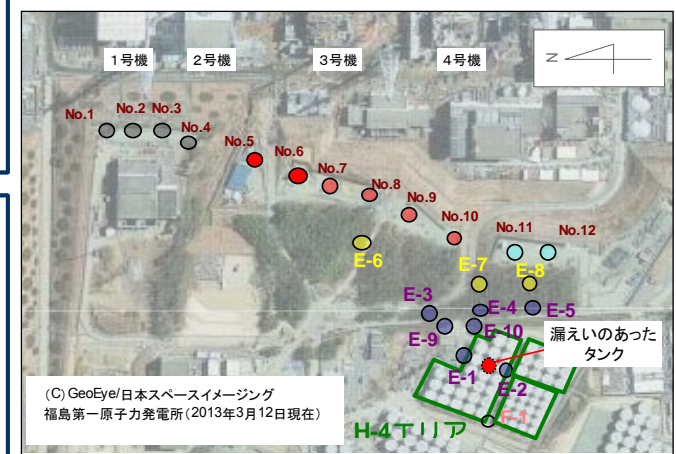 1号機
2号機
3号機
4号機
N
No.1
No.2
No.3
No.4
No.5
No.6
No.7
No.8
No.9
No.10
No.11
No.12
E-6
E-7
E-8
E-3
E-4
E-5
E-9
E-10
漏えいのあった
タンク
E-1
E-2
F-1
H-4エリア
(C) GeoEye/日本スペースイメージング
福島第一原子力発電所(2013年3月12日現在)